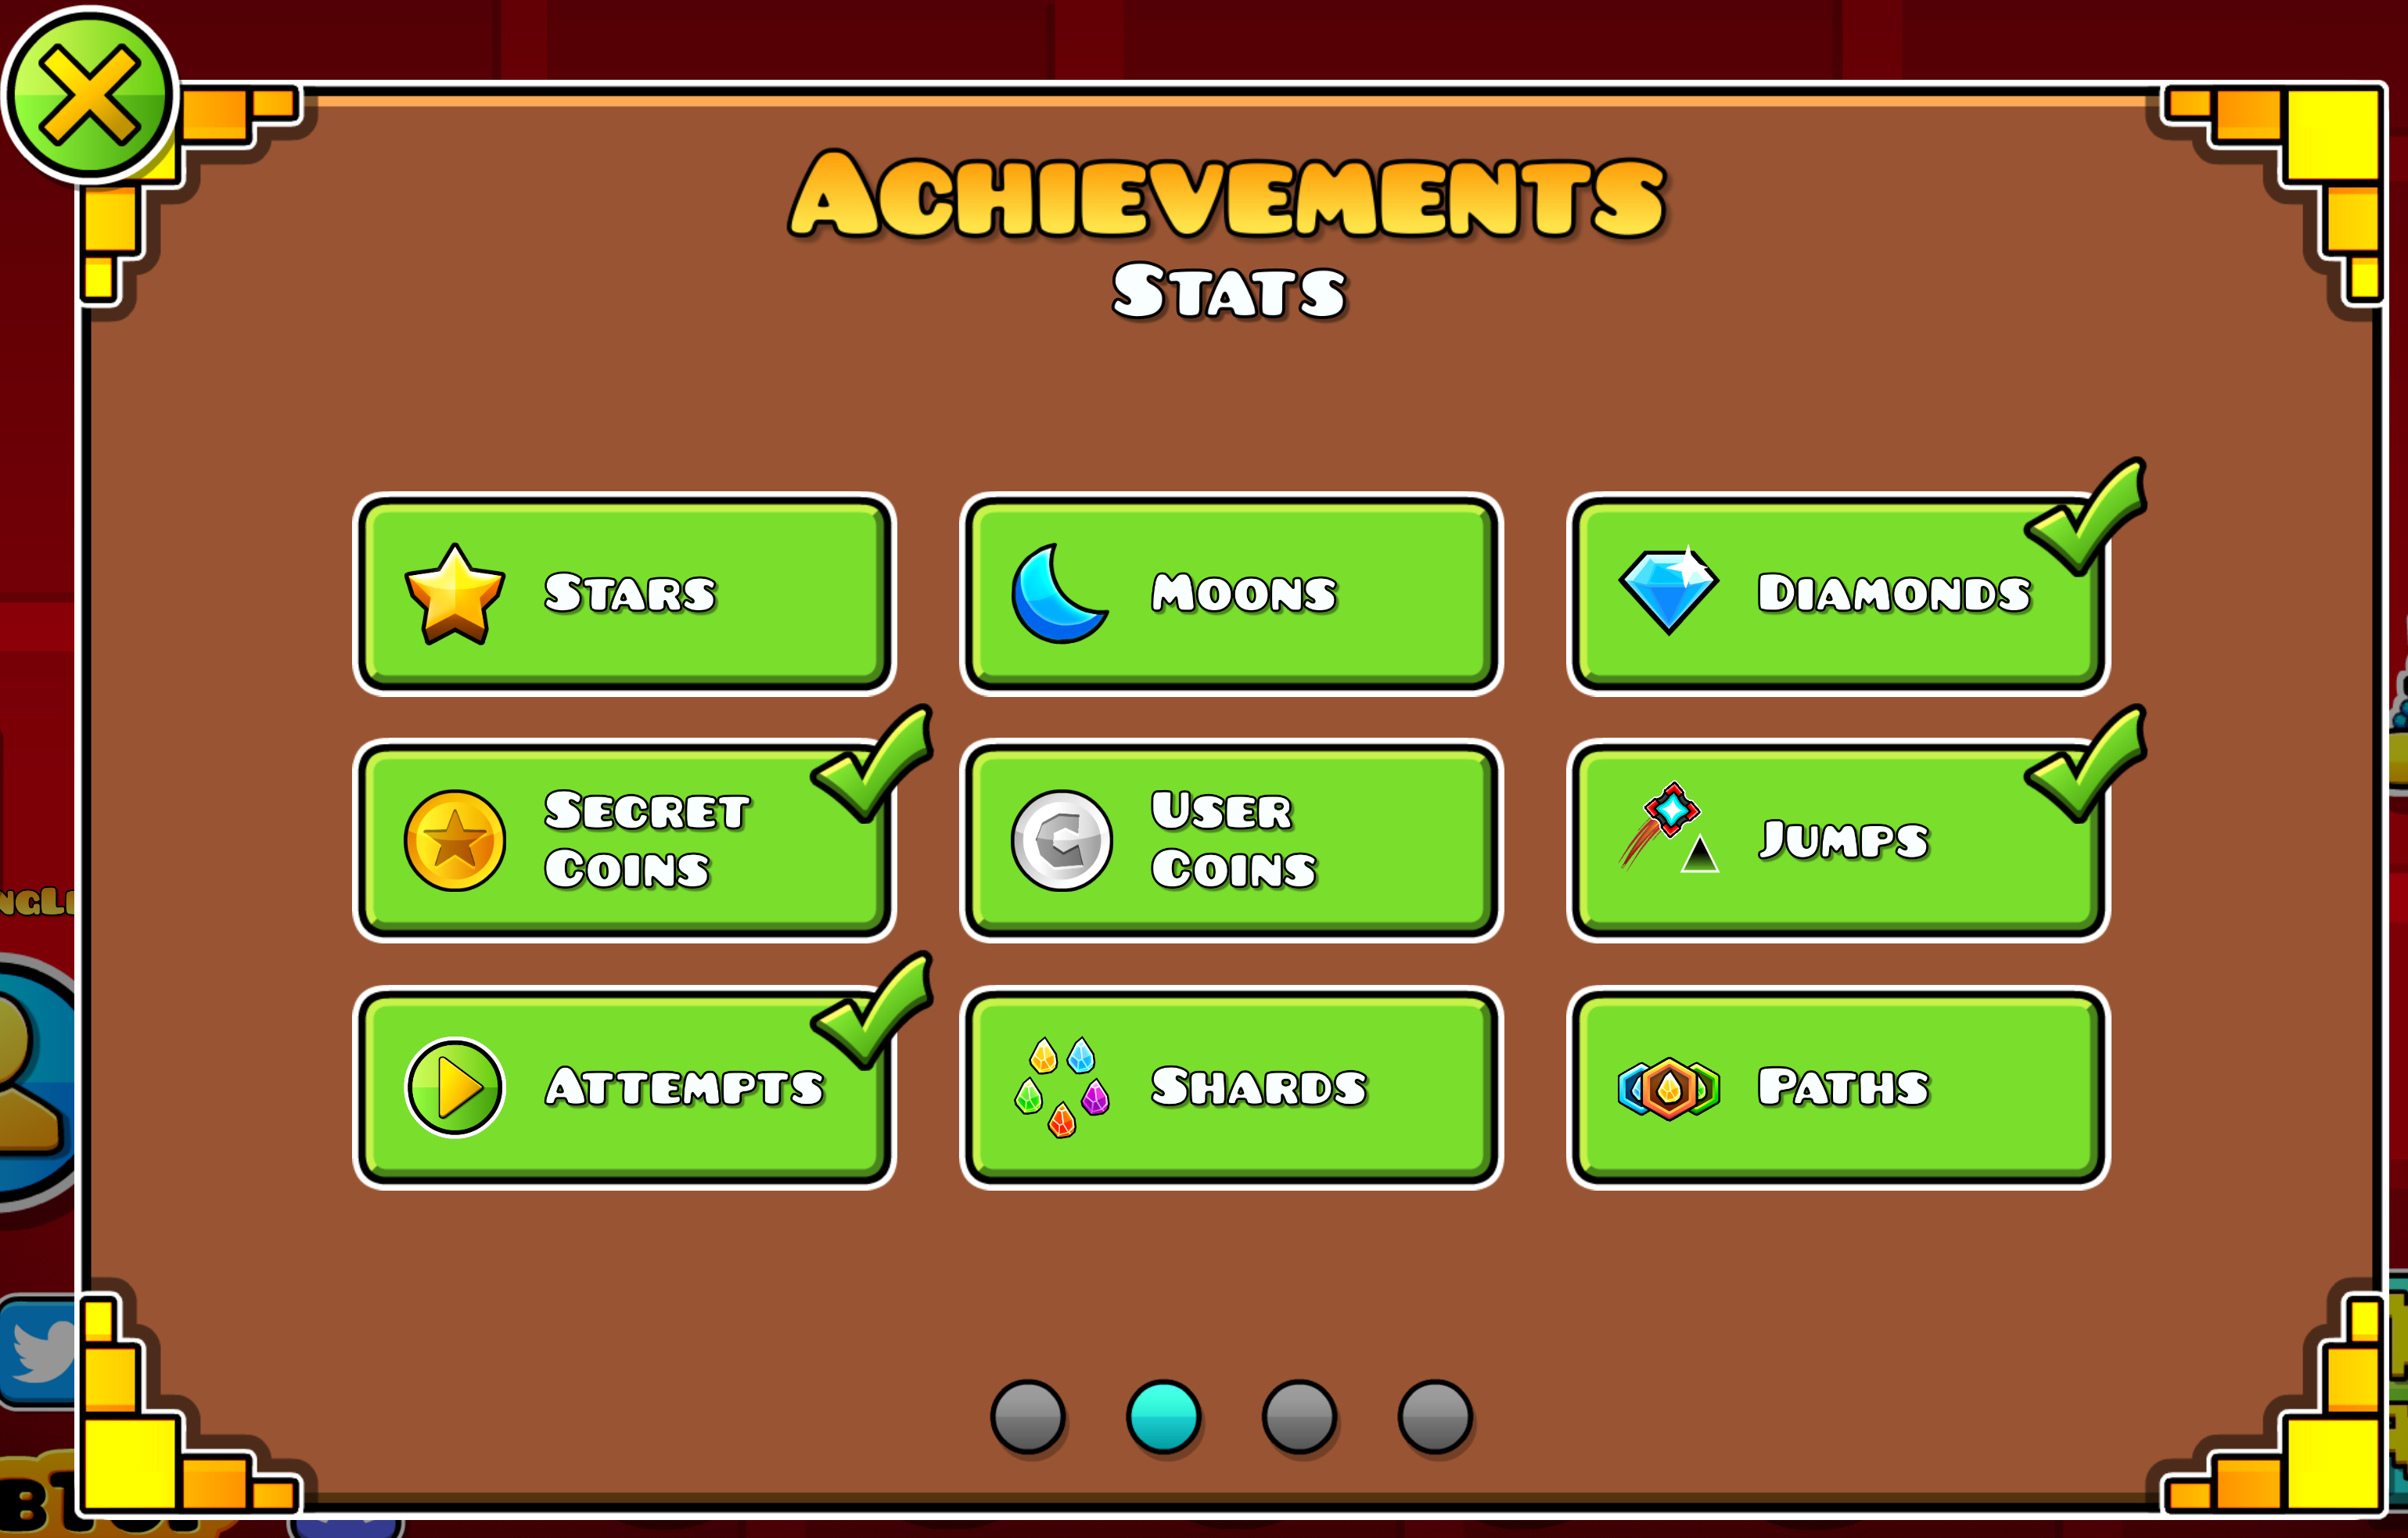 Achievements
Stats
Stars
Moons
Diamonds
Secret
Coins
User
Coins
Jumps
Attempts
Shards
Paths